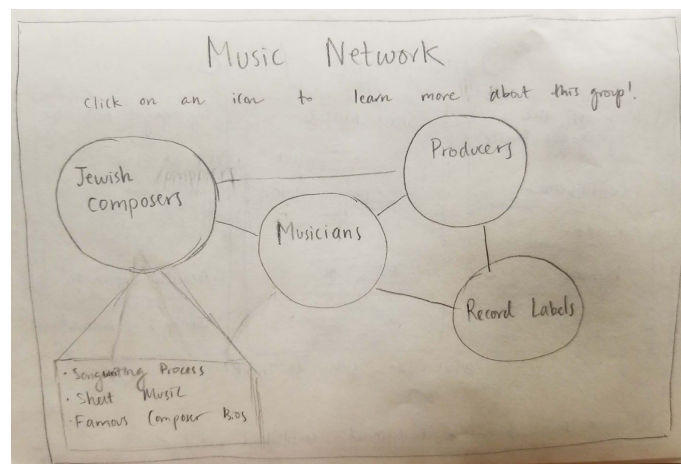 Music Network
Click on an icon to learn more about this group!
Jewish
Composers
Producers
Musicians
Record Labels
· Songwriting Process
· Sheet Music
· Famous Composer Bios